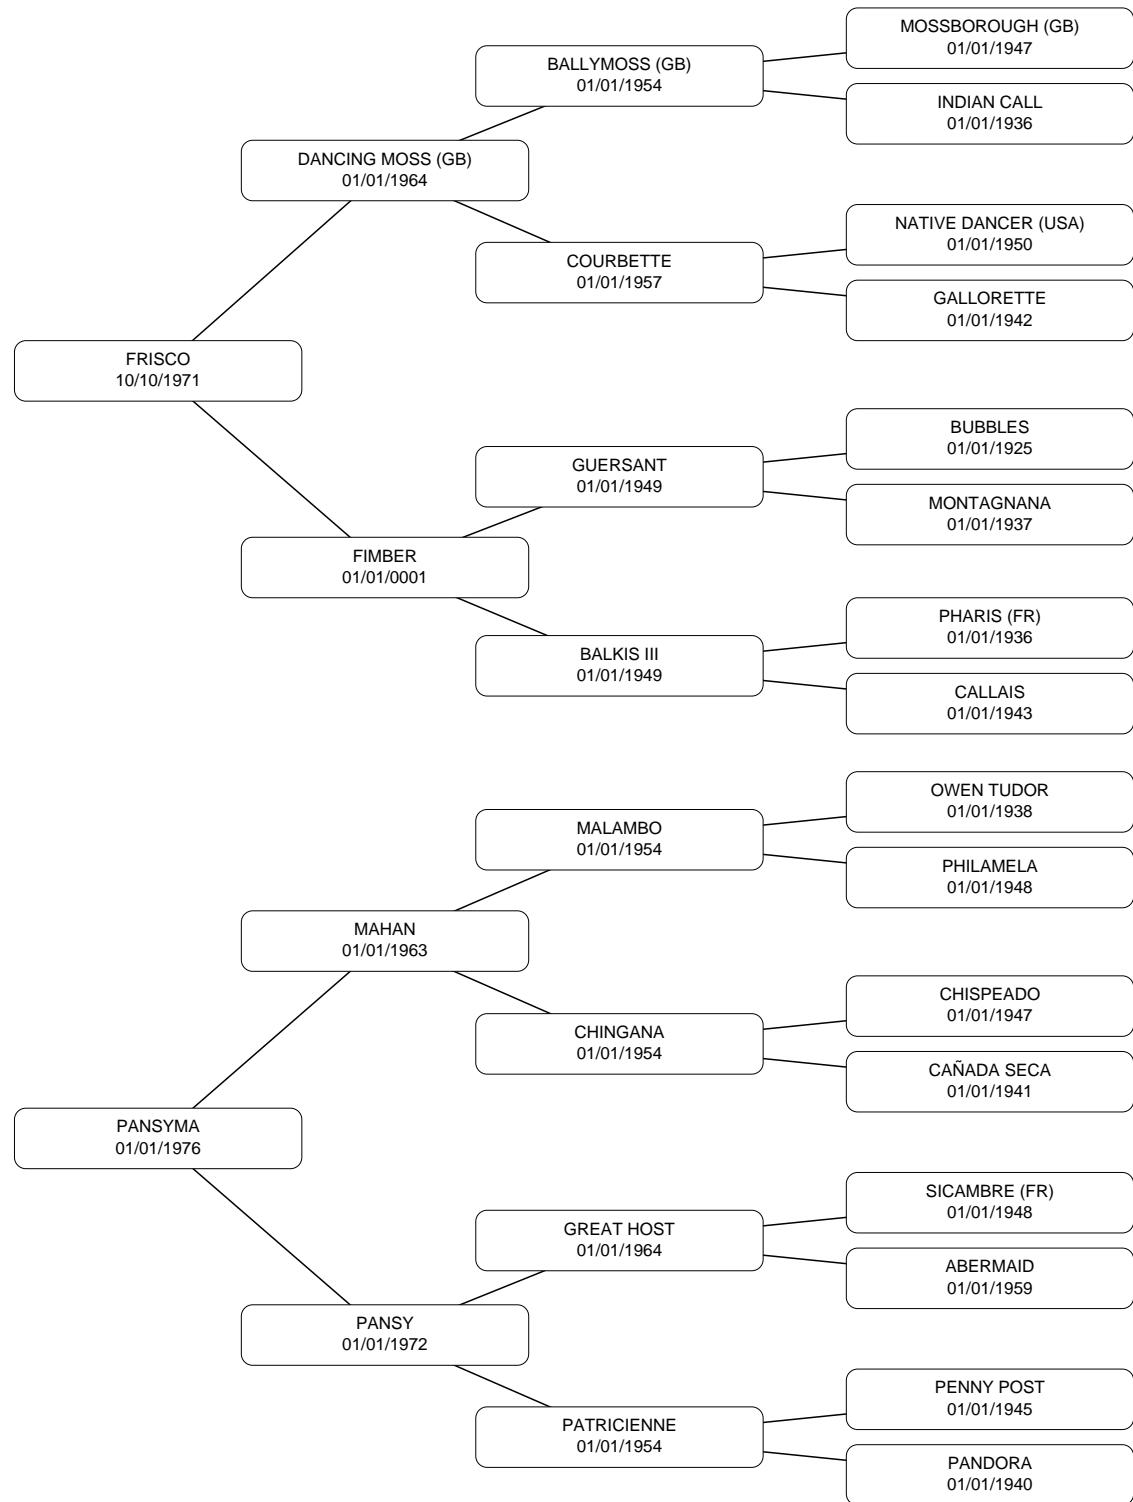 MOSSBOROUGH (GB)
01/01/1947
BALLYMOSS (GB)
01/01/1954
INDIAN CALL
01/01/1936
DANCING MOSS (GB)
01/01/1964
NATIVE DANCER (USA)
01/01/1950
COURBETTE
01/01/1957
GALLORETTE
01/01/1942
FRISCO
10/10/1971
BUBBLES
01/01/1925
GUERSANT
01/01/1949
MONTAGNANA
01/01/1937
FIMBER
01/01/0001
PHARIS (FR)
01/01/1936
BALKIS III
01/01/1949
CALLAIS
01/01/1943
OWEN TUDOR
01/01/1938
MALAMBO
01/01/1954
PHILAMELA
01/01/1948
MAHAN
01/01/1963
CHISPEADO
01/01/1947
CHINGANA
01/01/1954
CAÑADA SECA
01/01/1941
PANSYMA
01/01/1976
SICAMBRE (FR)
01/01/1948
GREAT HOST
01/01/1964
ABERMAID
01/01/1959
PANSY
01/01/1972
PENNY POST
01/01/1945
PATRICIENNE
01/01/1954
PANDORA
01/01/1940